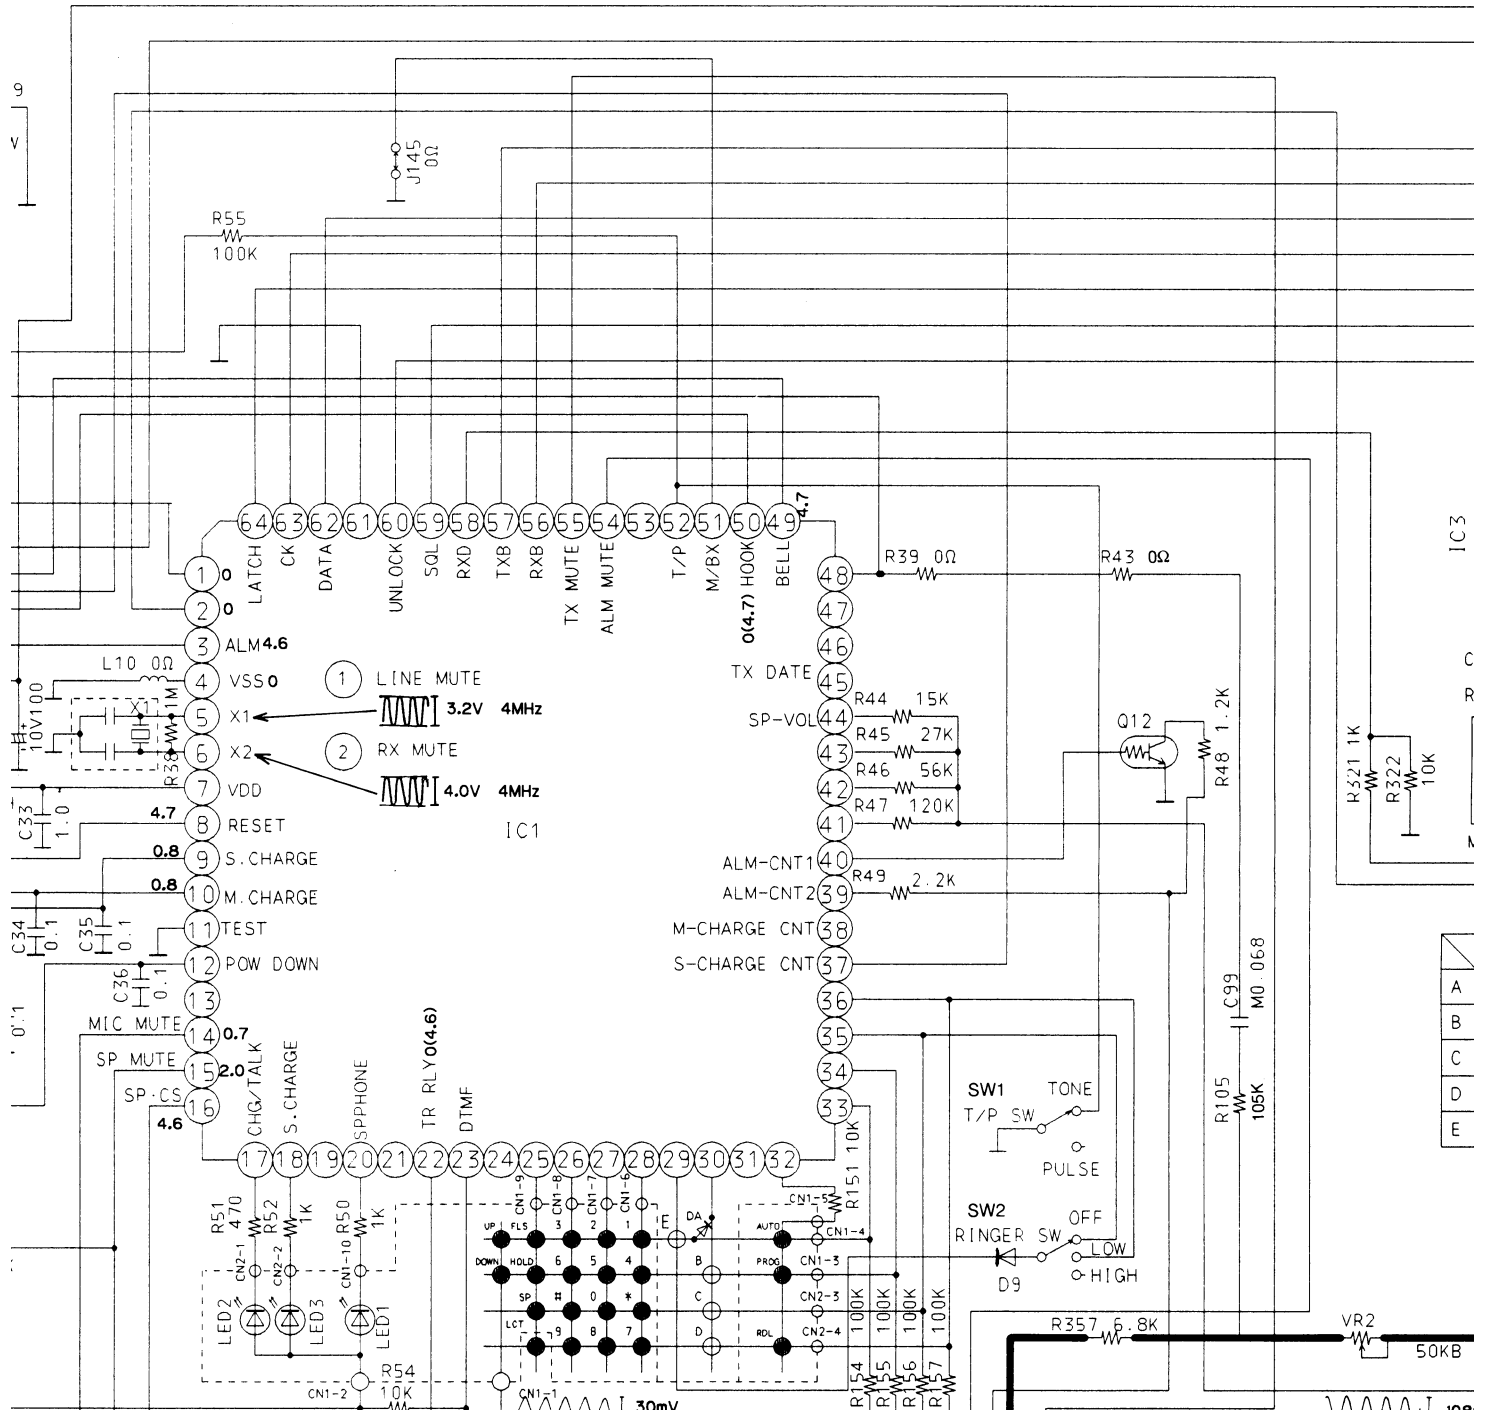 9
V
J145
0Ω
R55
100K
64
63
62
61
60
59
58
57
56
55
54
53
52
51
50
49
4.7
LATCH
CK
DATA
UNLOCK
SQL
RXD
TXB
RXB
TX MUTE
ALM MUTE
T/P
M/BX
0(4.7) HOOK
BELL
1 0
2 0
3 ALM 4.6
L10 0Ω
4 VSS 0
5 X1
6 X2
7 VDD
4.7 8 RESET
0.8 9 S.CHARGE
0.8 10 M.CHARGE
11 TEST
12 POW DOWN
13
MIC MUTE 14 0.7
SP MUTE 15 2.0
SP·CS 16
4.6
10V100
X1
R38 1M
C33
1.0
C34
0.1
C35
0.1
C36
0.1
1 LINE MUTE
3.2V 4MHz
2 RX MUTE
4.0V 4MHz
IC1
48
47
46
TX DATE 45
SP-VOL 44
43
42
41
ALM-CNT1 40
ALM-CNT2 39
M-CHARGE CNT 38
S-CHARGE CNT 37
36
35
34
33
R39 0Ω
R43 0Ω
R44 15K
R45 27K
R46 56K
R47 120K
R49 2.2K
Q12
R48 1.2K
R321 1K
R322
10K
IC3
C
R
A
B
C
D
E
C99
M0.068
R105
105K
SW1 TONE
T/P SW
PULSE
SW2 OFF
RINGER SW
LOW
HIGH
D9
CHG/TALK
S.CHARGE
SPPHONE
TR RLY 0(4.6)
DTMF
17
18
19
20
21
22
23
24
25
26
27
28
29
30
31
32
R51
470
R52
1K
R50
1K
CN2-1
CN2-2
CN1-10
LED2
LED3
LED1
CN1-9
CN1-8
CN1-7
CN1-6
CN1-5
R151 10K
UP FLS 3 2 1 E DA AUTO CN1-4
DOWN HOLD 6 5 4 B PROG CN1-3
SP # 0 * C CN2-3
LCT 9 8 7 D RDL CN2-4
R54
10K
CN1-2
CN1-1
30mV
R154
100K
R155
100K
R156
100K
R157
100K
R357 6.8K
VR2
50KB